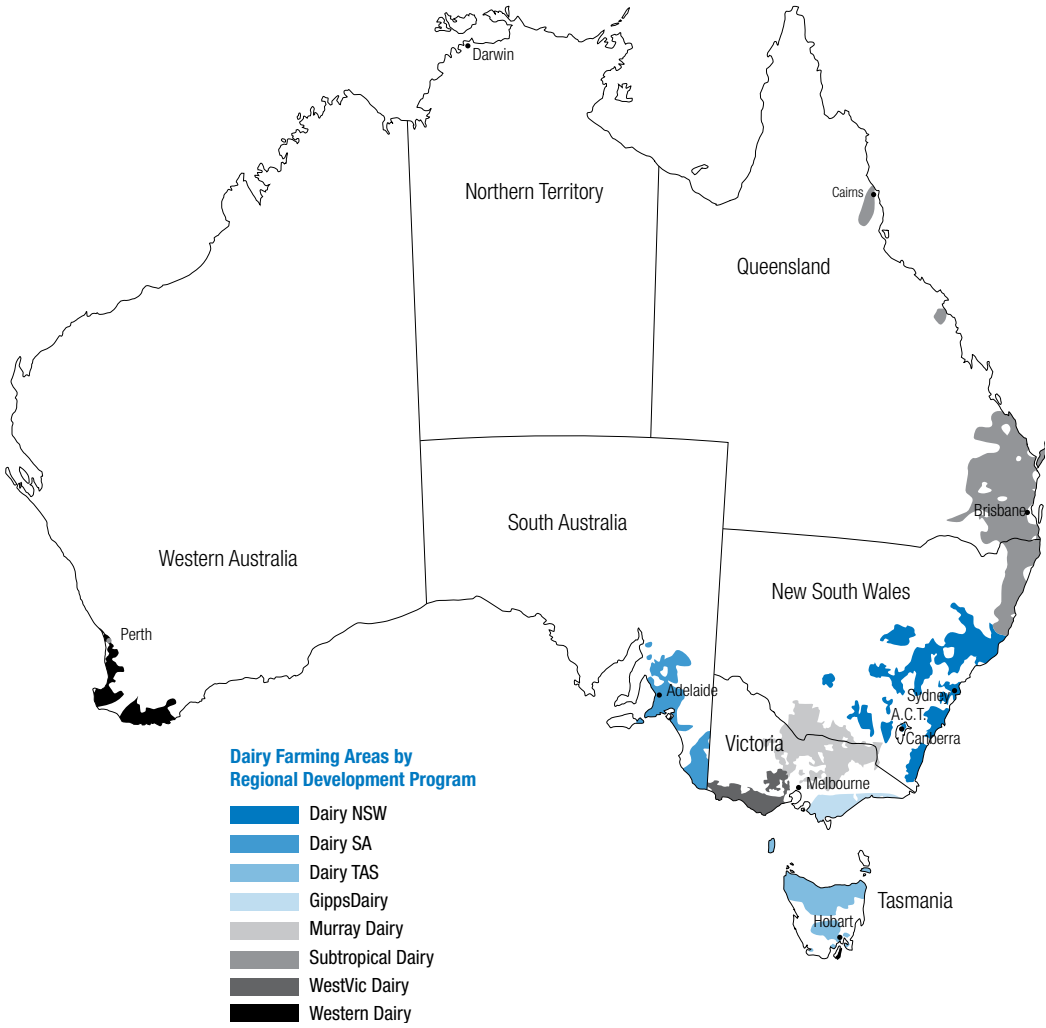 Darwin
Northern Territory
Cairns
Queensland
Brisbane
South Australia
Western Australia
New South Wales
Perth
Adelaide
Sydney
A.C.T.
Canberra
Victoria
Melbourne
Dairy Farming Areas by
Regional Development Program
Dairy NSW
Dairy SA
Dairy TAS
GippsDairy
Murray Dairy
Subtropical Dairy
WestVic Dairy
Western Dairy
Tasmania
Hobart